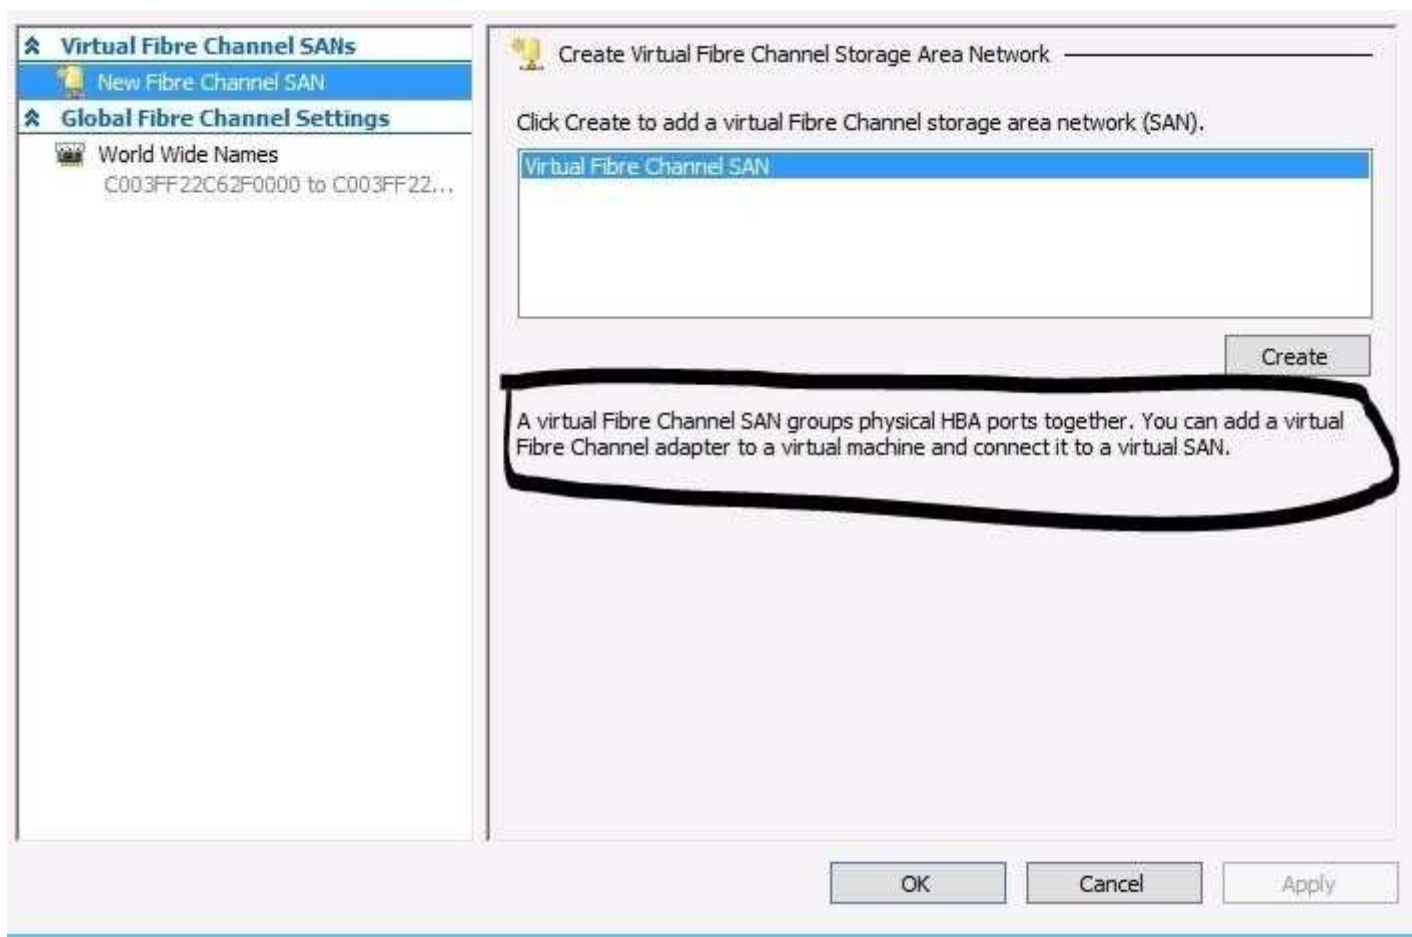 Virtual Fibre Channel SANs
New Fibre Channel SAN
Global Fibre Channel Settings
World Wide Names
C003FF22C62F0000 to C003FF22...
Create Virtual Fibre Channel Storage Area Network
Click Create to add a virtual Fibre Channel storage area network (SAN).
Virtual Fibre Channel SAN
Create
A virtual Fibre Channel SAN groups physical HBA ports together. You can add a virtual
Fibre Channel adapter to a virtual machine and connect it to a virtual SAN.
OK
Cancel
Apply